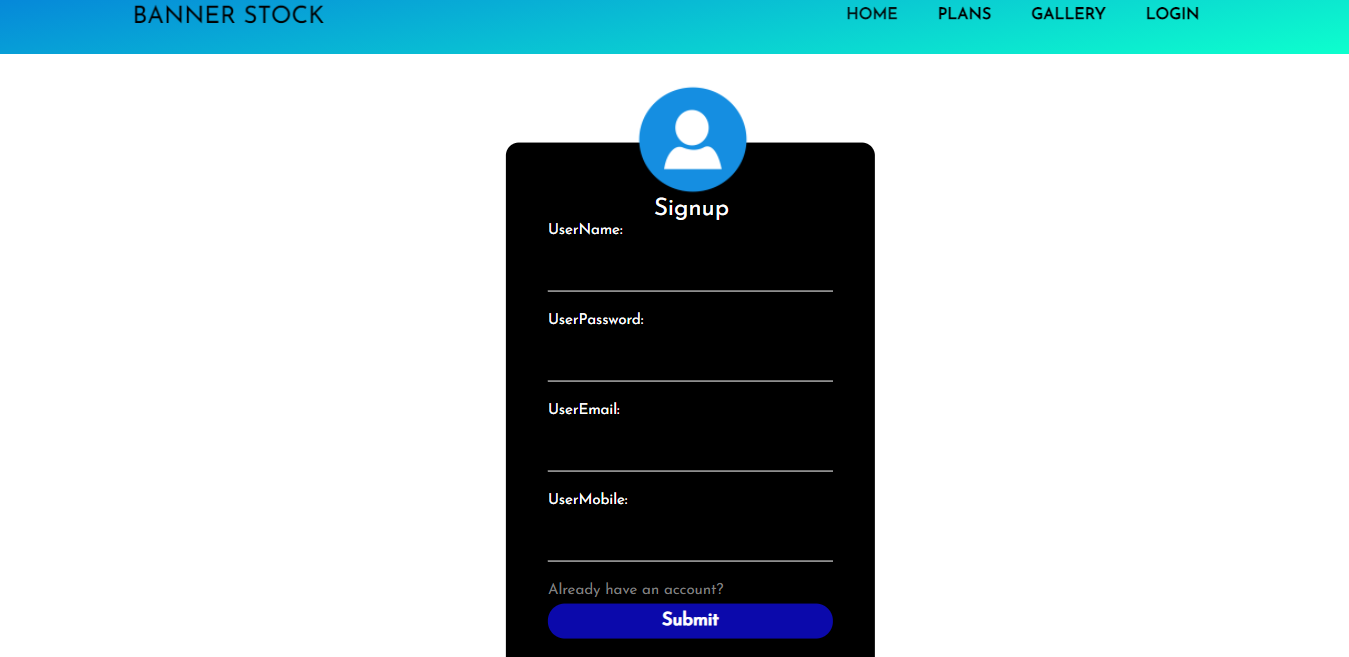 BANNER STOCK HOME PLANS GALLERY LOGIN
Signup
UserName:
UserPassword:
UserEmail:
UserMobile:
Already have an account?
Submit